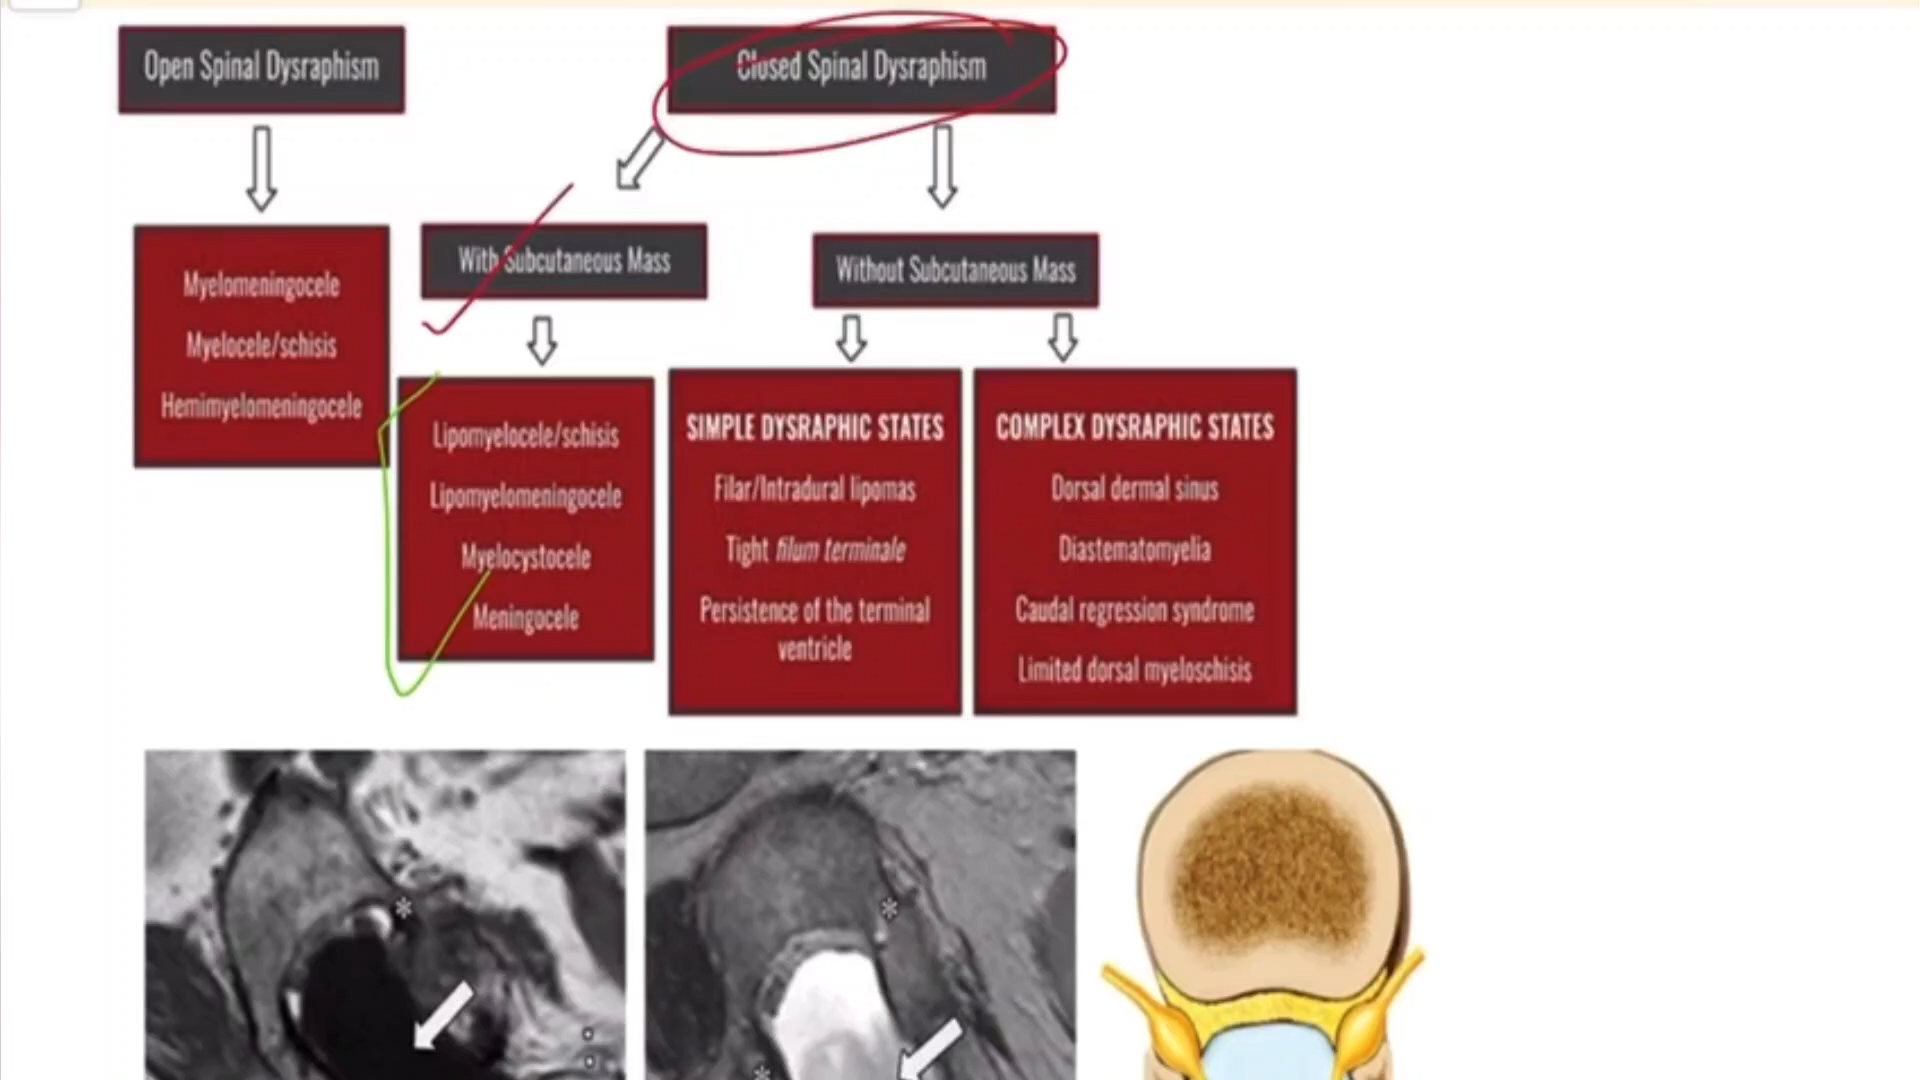 Open Spinal Dysraphism
Closed Spinal Dysraphism
With Subcutaneous Mass
Without Subcutaneous Mass
Myelomeningocele
Myelocele/schisis
Hemimyelomeningocele
Lipomyelocele/schisis
Lipomyelomeningocele
Myelocystocele
Meningocele
SIMPLE DYSRAPHIC STATES
Filar/Intradural lipomas
Tight filum terminale
Persistence of the terminal
ventricle
COMPLEX DYSRAPHIC STATES
Dorsal dermal sinus
Diastematomyelia
Caudal regression syndrome
Limited dorsal myeloschisis